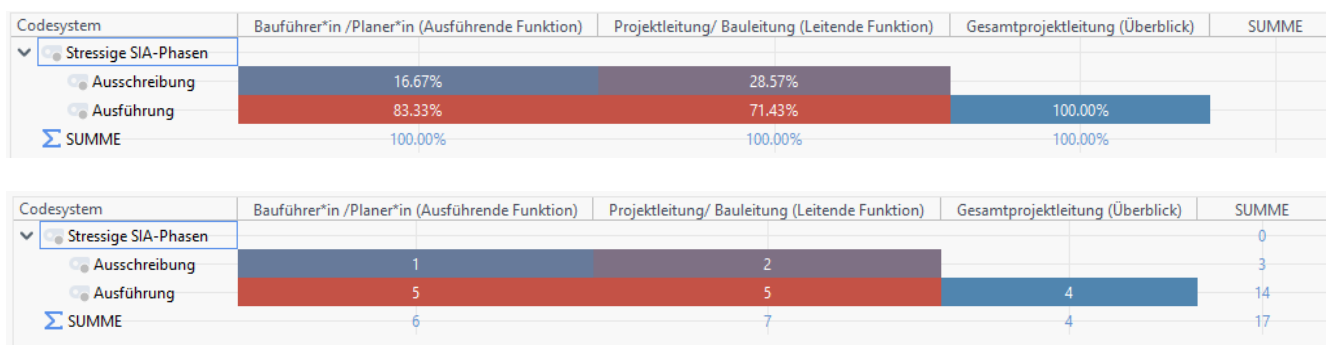 Codesystem Bauführer*in /Planer*in (Ausführende Funktion) Projektleitung/ Bauleitung (Leitende Funktion) Gesamtprojektleitung (Überblick) SUMME
Stressige SIA-Phasen
Ausschreibung 16.67% 28.57%
Ausführung 83.33% 71.43% 100.00%
SUMME 100.00% 100.00% 100.00%
Codesystem Bauführer*in /Planer*in (Ausführende Funktion) Projektleitung/ Bauleitung (Leitende Funktion) Gesamtprojektleitung (Überblick) SUMME
Stressige SIA-Phasen 0
Ausschreibung 1 2 3
Ausführung 5 5 4 14
SUMME 6 7 4 17